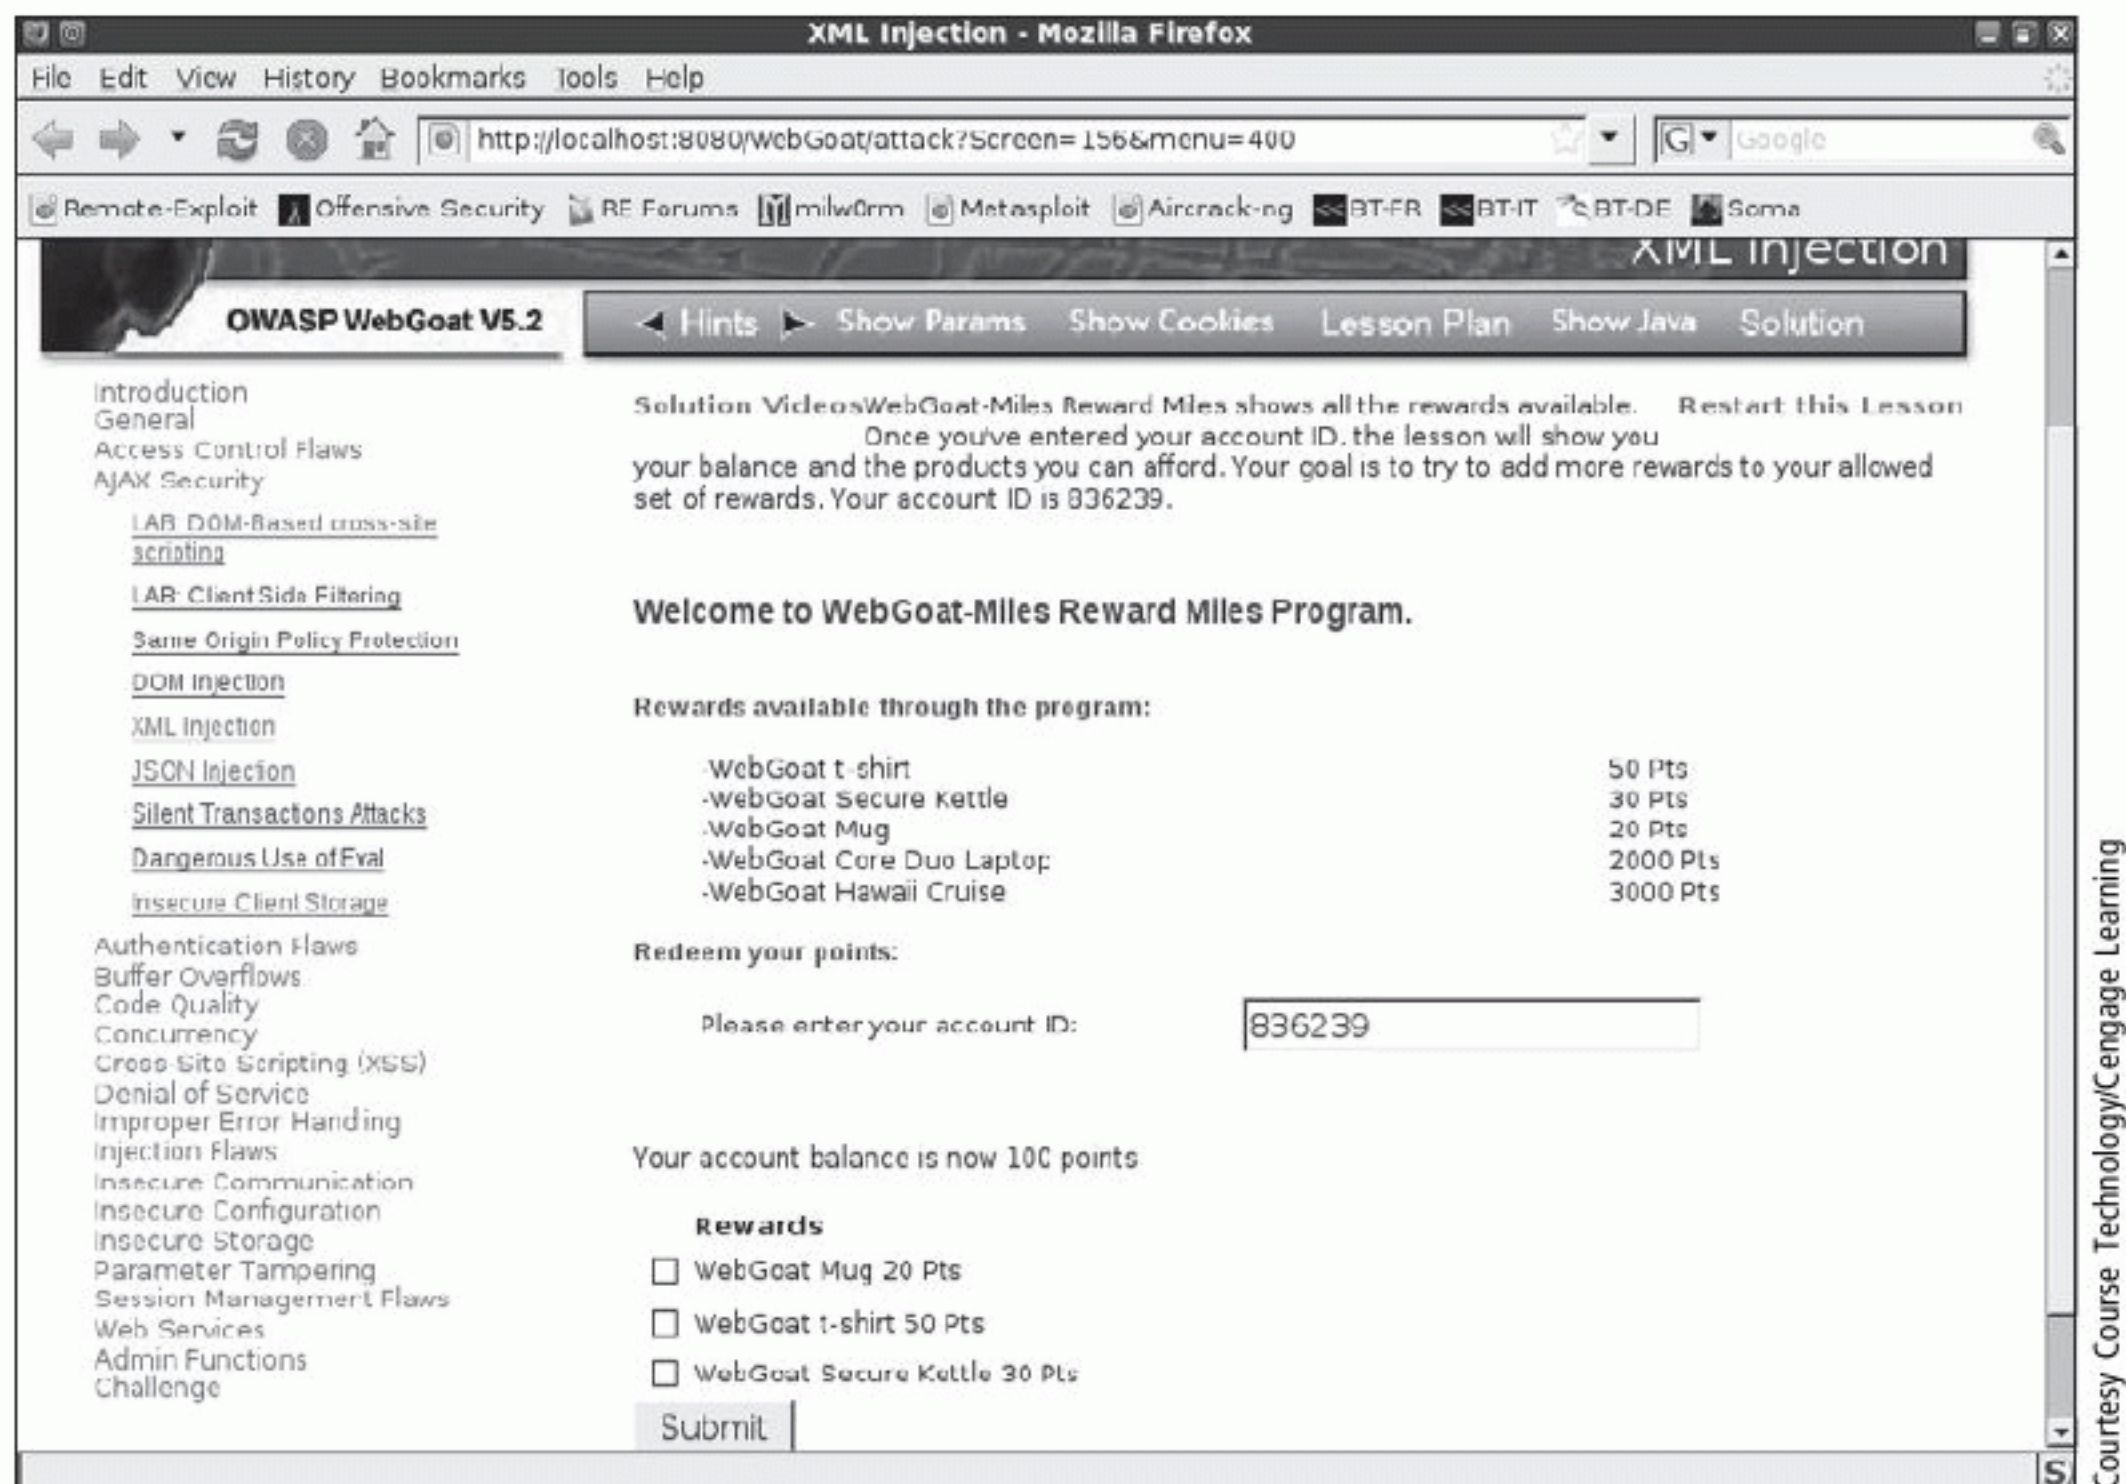 XML Injection - Mozilla Firefox
File Edit View History Bookmarks Tools Help
http://localhost:8080/WebGoat/attack?Screen=156&menu=400
G Google
Remote-Exploit Offensive Security RE Forums milw0rm Metasploit Aircrack-ng BT-FR BT-IT BT-DE Soma
XML Injection
OWASP WebGoat V5.2
Hints Show Params Show Cookies Lesson Plan Show Java Solution
Introduction
General
Access Control Flaws
AJAX Security
LAB: DOM-Based cross-site
scripting
LAB: Client Side Filtering
Same Origin Policy Protection
DOM Injection
XML Injection
JSON Injection
Silent Transactions Attacks
Dangerous Use of Eval
Insecure Client Storage
Authentication Flaws
Buffer Overflows
Code Quality
Concurrency
Cross-Site Scripting (XSS)
Denial of Service
Improper Error Handling
Injection Flaws
Insecure Communication
Insecure Configuration
Insecure Storage
Parameter Tampering
Session Management Flaws
Web Services
Admin Functions
Challenge
Solution Videos WebGoat-Miles Reward Miles shows all the rewards available. Restart this Lesson
Once you've entered your account ID, the lesson will show you
your balance and the products you can afford. Your goal is to try to add more rewards to your allowed
set of rewards. Your account ID is 836239.
Welcome to WebGoat-Miles Reward Miles Program.
Rewards available through the program:
-WebGoat t-shirt 50 Pts
-WebGoat Secure Kettle 30 Pts
-WebGoat Mug 20 Pts
-WebGoat Core Duo Laptop 2000 Pts
-WebGoat Hawaii Cruise 3000 Pts
Redeem your points:
Please enter your account ID: 836239
Your account balance is now 100 points
Rewards
WebGoat Mug 20 Pts
WebGoat t-shirt 50 Pts
WebGoat Secure Kettle 30 Pts
Submit
S
Courtesy Course Technology/Cengage Learning